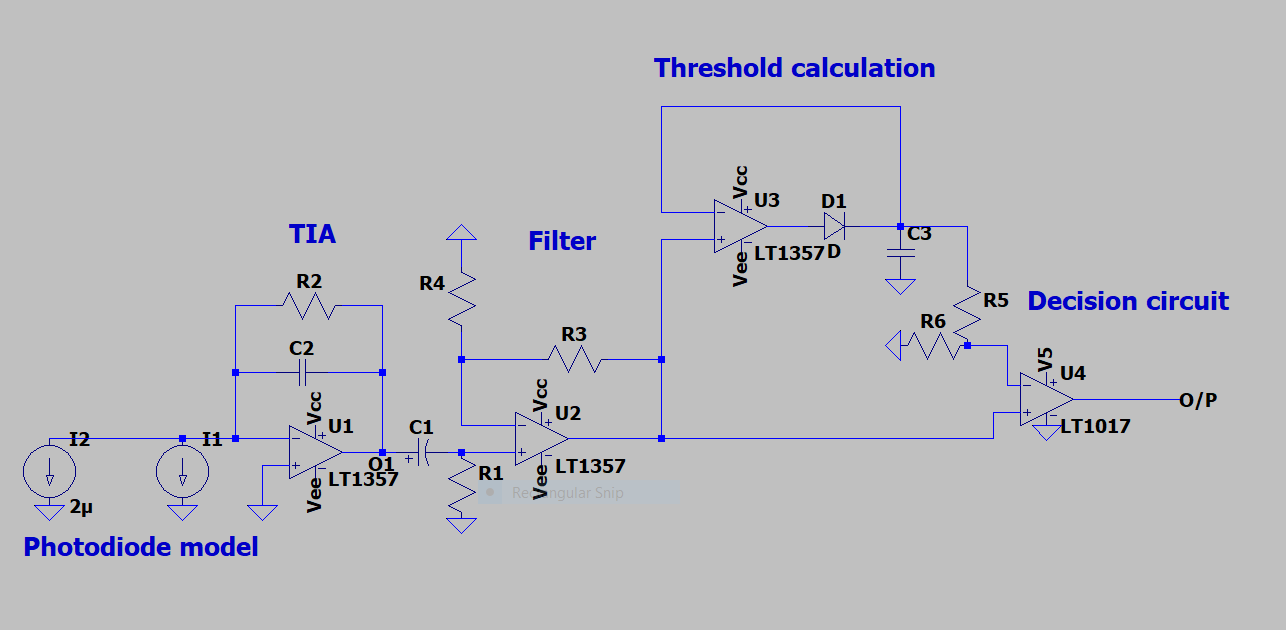 Threshold calculation
Vcc
U3
D1
LT1357
D
Vee
C3
TIA
Filter
R2
R4
R5
Decision circuit
R6
R3
C2
V5
U4
O/P
LT1017
Vcc
U1
Vcc
U2
C1
I2
I1
O1
LT1357
Vee
R1
LT1357
Vee
Rectangular Snip
2µ
Photodiode model